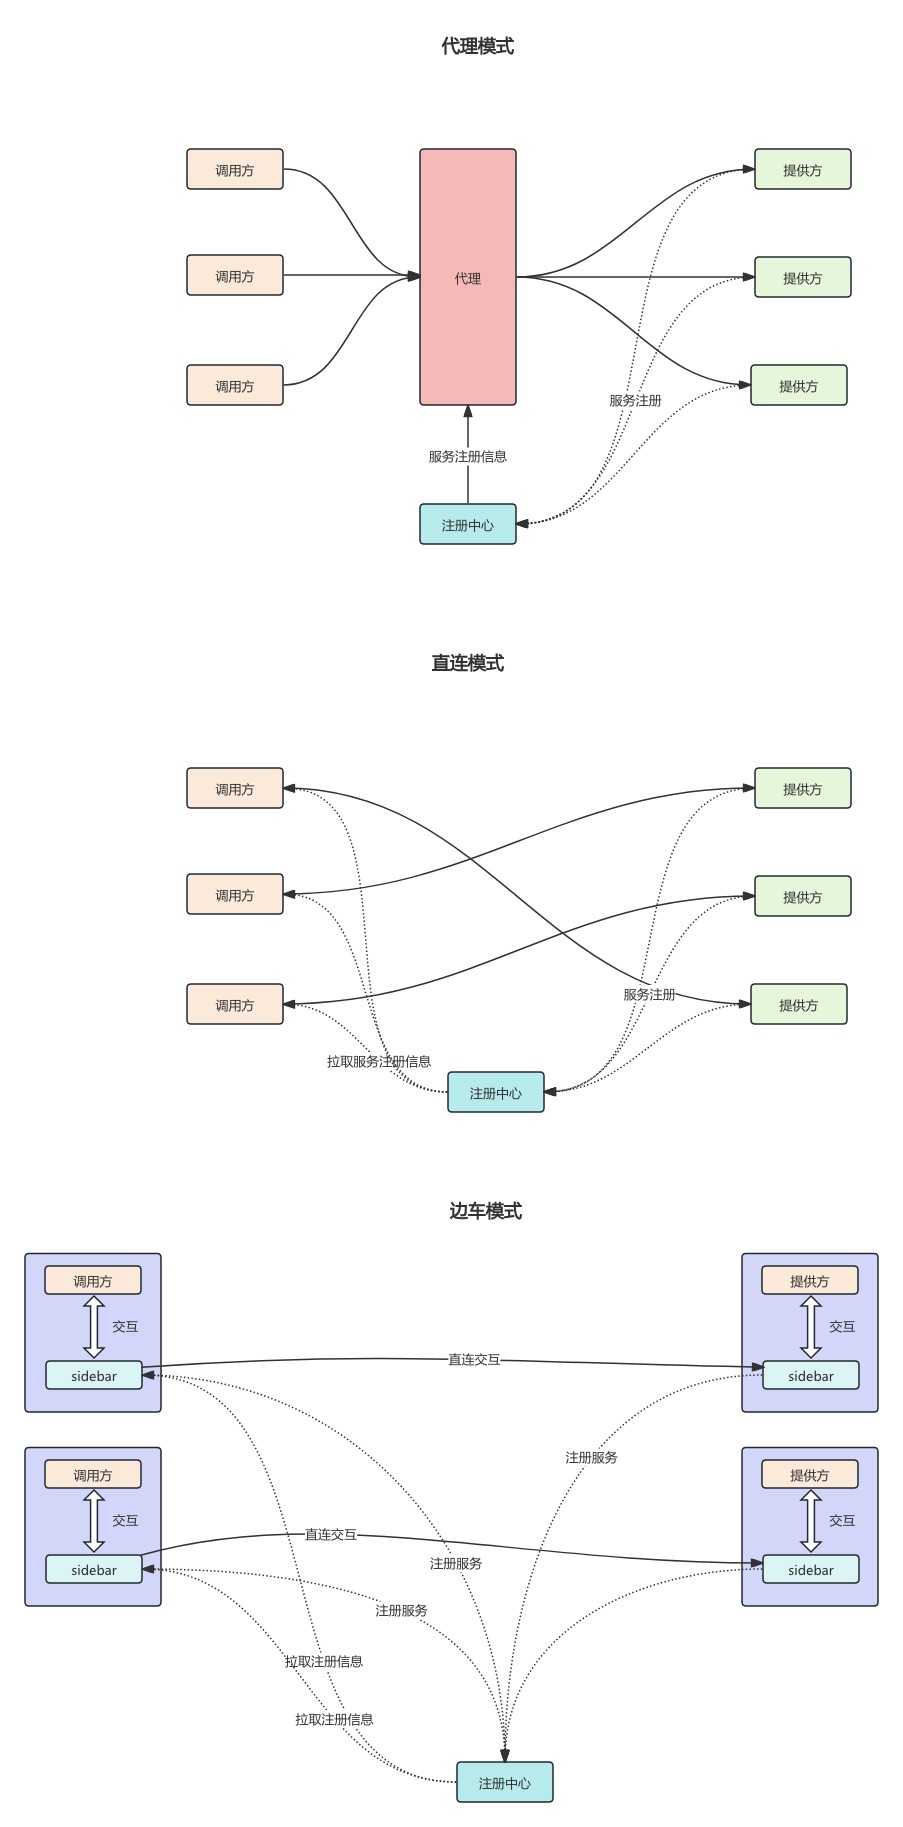 代理模式
调用方
提供方
调用方
代理
提供方
调用方
提供方
服务注册
服务注册信息
注册中心
直连模式
调用方
提供方
调用方
提供方
调用方
服务注册
提供方
拉取服务注册信息
注册中心
边车模式
调用方
提供方
交互
交互
直连交互
sidebar
sidebar
注册服务
调用方
提供方
交互
交互
直连交互
注册服务
sidebar
sidebar
注册服务
拉取注册信息
拉取注册信息
注册中心